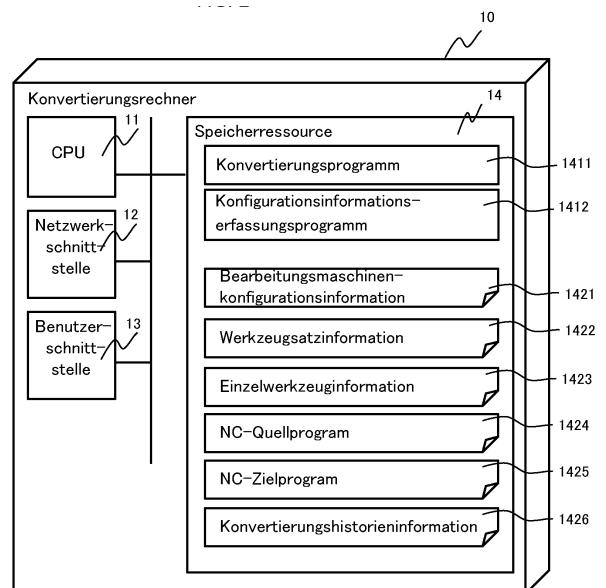 10
Konvertierungsrechner
11
CPU
12
Netzwerk-
schnitt-
stelle
13
Benutzer-
schnitt-
stelle
14
Speicherressource
Konvertierungsprogramm
1411
Konfigurationsinformations-
erfassungsprogramm
1412
Bearbeitungsmaschinen-
konfigurationsinformation
1421
Werkzeugsatzinformation
1422
Einzelwerkzeuginformation
1423
NC-Quellprogram
1424
NC-Zielprogram
1425
Konvertierungshistorieninformation
1426